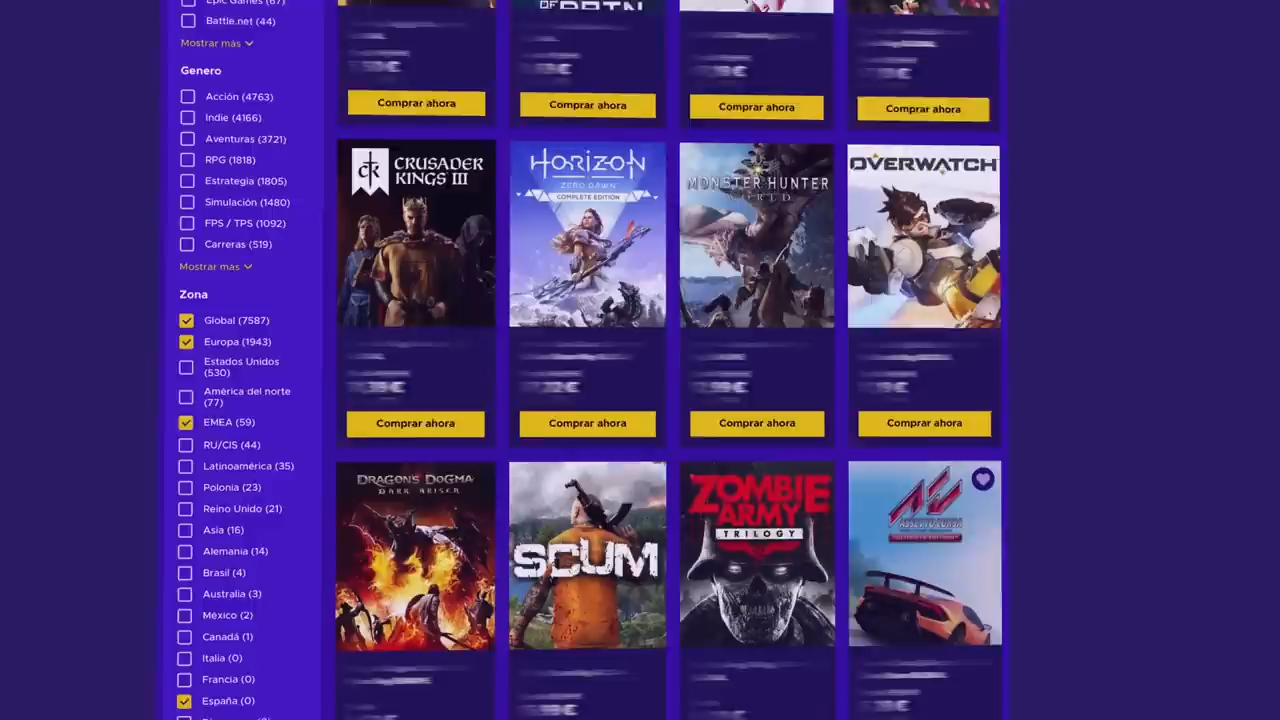 Epic Games (67)
Battle.net (44)
Mostrar más
Genero
Acción (4763)
Indie (4166)
Aventuras (3721)
RPG (1818)
Estrategia (1805)
Simulación (1480)
FPS / TPS (1092)
Carreras (519)
Mostrar mas
Zona
Global (7587)
Europa (1943)
Estados Unidos
(530)
América del norte
(77)
EMEA (59)
RU/CIS (44)
Latinoamérica (35)
Polonia (23)
Reino Unido (21)
Asia (16)
Alemania (14)
Brasil (4)
Australia (3)
México (2)
Canadá (1)
Italia (0)
Francia (0)
España (0)
Comprar ahora
Comprar ahora
Comprar ahora
Comprar ahora
CRUSADER
KINGS III
HORIZON
ZERO DAWN
COMPLETE EDITION
MONSTER HUNTER
WORLD
OVERWATCH
Comprar ahora
Comprar ahora
Comprar ahora
Comprar ahora
DRAGON'S DOGMA
DARK ARISEN
SCUM
ZOMBIE
ARMY
TRILOGY
ASSETTO CORSA